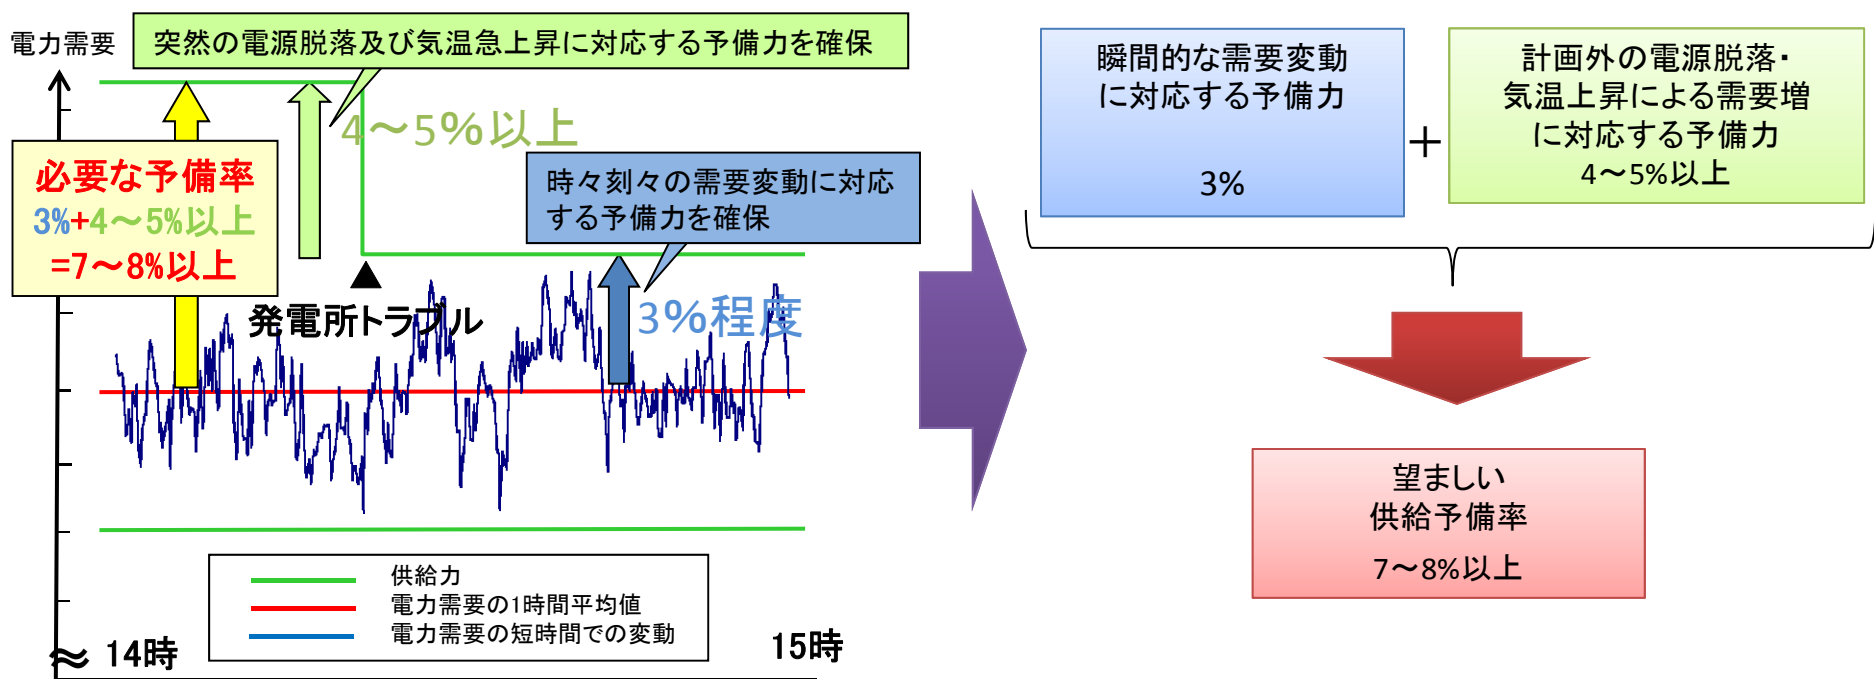 電力需要
突然の電源脱落及び気温急上昇に対応する予備力を確保
4～5%以上
必要な予備率
3%+4～5%以上
=7～8%以上
時々刻々の需要変動に対応
する予備力を確保
発電所トラブル
3%程度
供給力
電力需要の1時間平均値
電力需要の短時間での変動
≈ 14時
15時
瞬間的な需要変動
に対応する予備力
3%
+
計画外の電源脱落・
気温上昇による需要増
に対応する予備力
4～5%以上
望ましい
供給予備率
7～8%以上